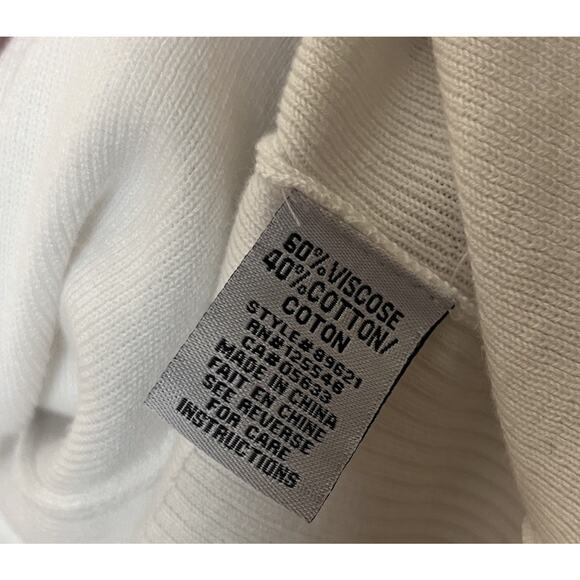 60% VISCOSE
40% COTTON/
COTON
STYLE#89621
RN#125546
CA#05633
MADE IN CHINA
FAIT EN CHINE
SEE REVERSE
FOR CARE
INSTRUCTIONS